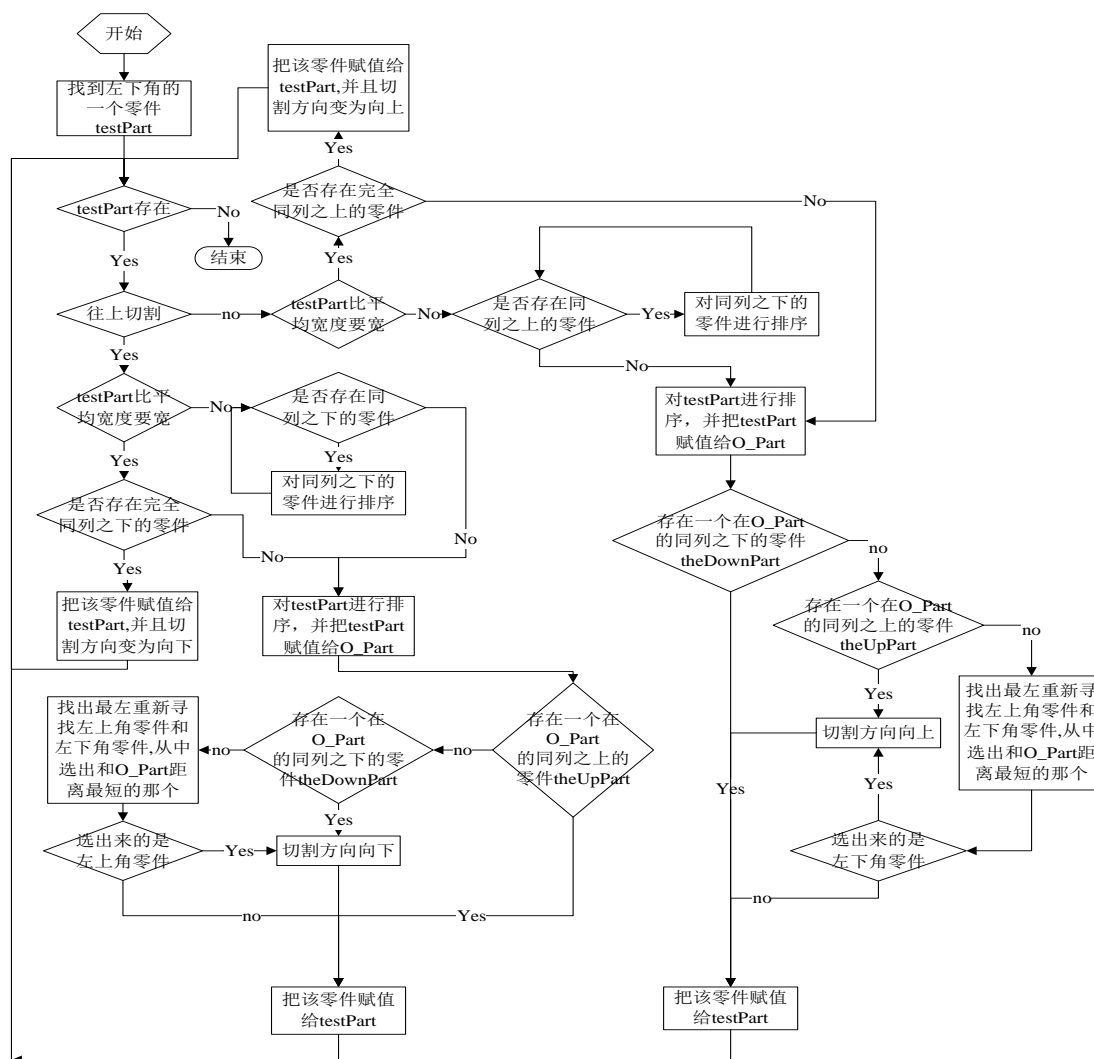 开始
找到左下角的
一个零件
testPart
把该零件赋值给
testPart,并且切
割方向变为向上
Yes
是否存在完全
同列之上的零件
No
testPart存在
No
结束
Yes
Yes
往上切割
no
testPart比平
均宽度要宽
No
是否存在同
列之上的零件
Yes
对同列之下的
零件进行排序
Yes
No
testPart比平
均宽度要宽
No
是否存在同
列之下的零件
对testPart进行排
序，并把testPart
赋值给O_Part
Yes
Yes
对同列之下的
零件进行排序
是否存在完全
同列之下的零件
No
No
存在一个在O_Part
的同列之下的零件
theDownPart
no
Yes
把该零件赋值给
testPart,并且切
割方向变为向下
对testPart进行排
序，并把testPart
赋值给O_Part
存在一个在O_Part
的同列之上的零件
theUpPart
no
Yes
找出最左重新寻
找左上角零件和
左下角零件,从中
选出和O_Part距
离最短的那个
no
存在一个在
O_Part
的同列之下的零
件theDownPart
no
存在一个在
O_Part
的同列之上的
零件theUpPart
切割方向向上
找出最左重新寻
找左上角零件和
左下角零件,从中
选出和O_Part距
离最短的那个
Yes
Yes
Yes
选出来的是
左上角零件
Yes
切割方向向下
选出来的是
左下角零件
no
Yes
no
把该零件赋值
给testPart
把该零件赋值
给testPart